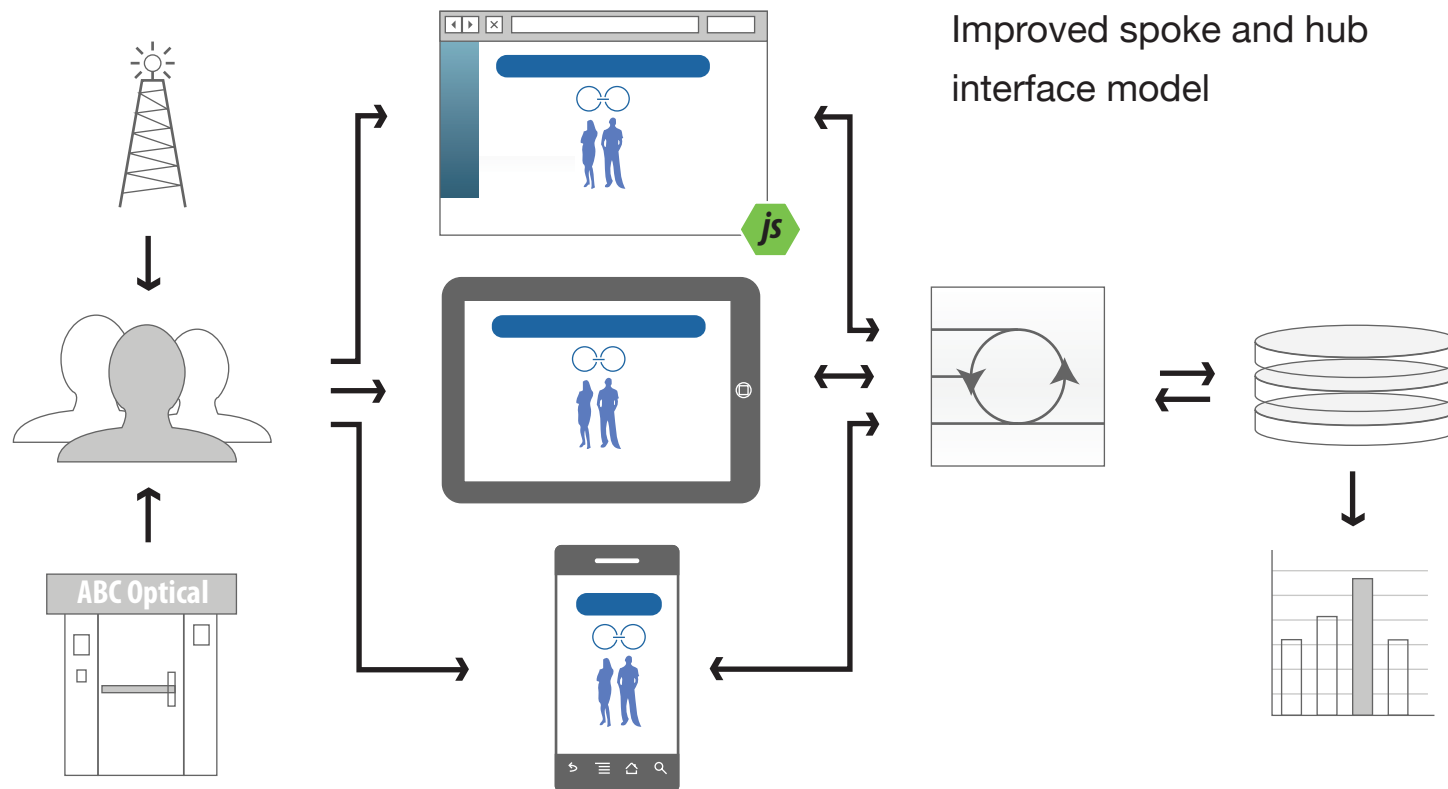 Improved spoke and hub
interface model
js
ABC Optical